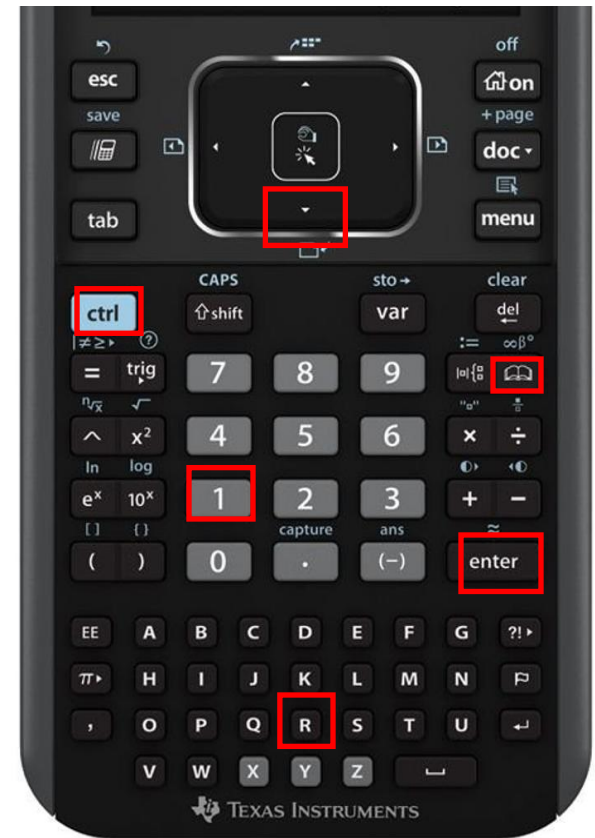 off
esc
on
save
+ page
doc
tab
menu
CAPS
sto→
clear
ctrl
⇧shift
var
del
←
|≠≥▸
?
:=
∞β°
=
trig
7
8
9
|□|{
ⁿ√x
√
"□"
^
x²
4
5
6
×
÷
ln
log
eˣ
10ˣ
1
2
3
+
−
[ ]
{ }
capture
ans
≈
(
)
0
.
(−)
enter
EE
A
B
C
D
E
F
G
?!▸
π▸
H
I
J
K
L
M
N
,
O
P
Q
R
S
T
U
↵
V
W
X
Y
Z
TEXAS INSTRUMENTS